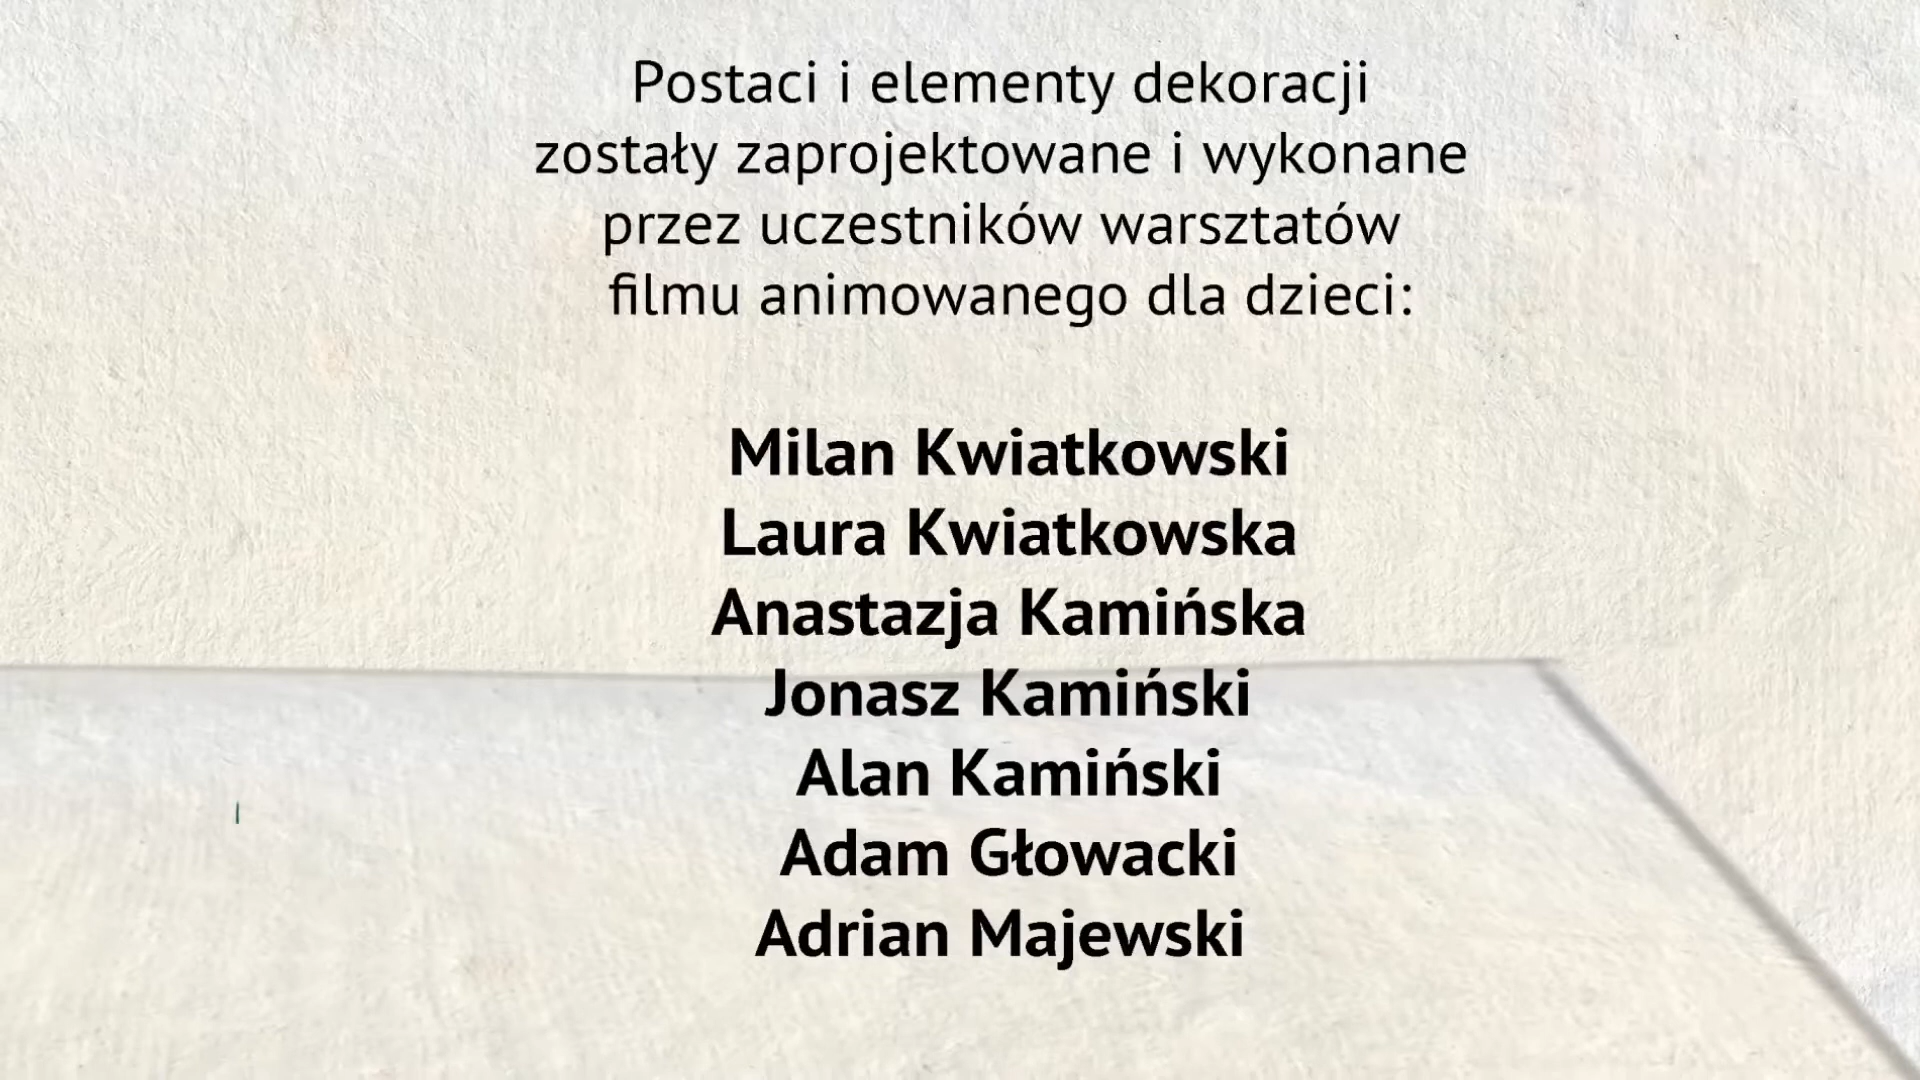 Postaci i elementy dekoracji
zostały zaprojektowane i wykonane
przez uczestników warsztatów
filmu animowanego dla dzieci:
Milan Kwiatkowski
Laura Kwiatkowska
Anastazja Kamińska
Jonasz Kamiński
Alan Kamiński
Adam Głowacki
Adrian Majewski